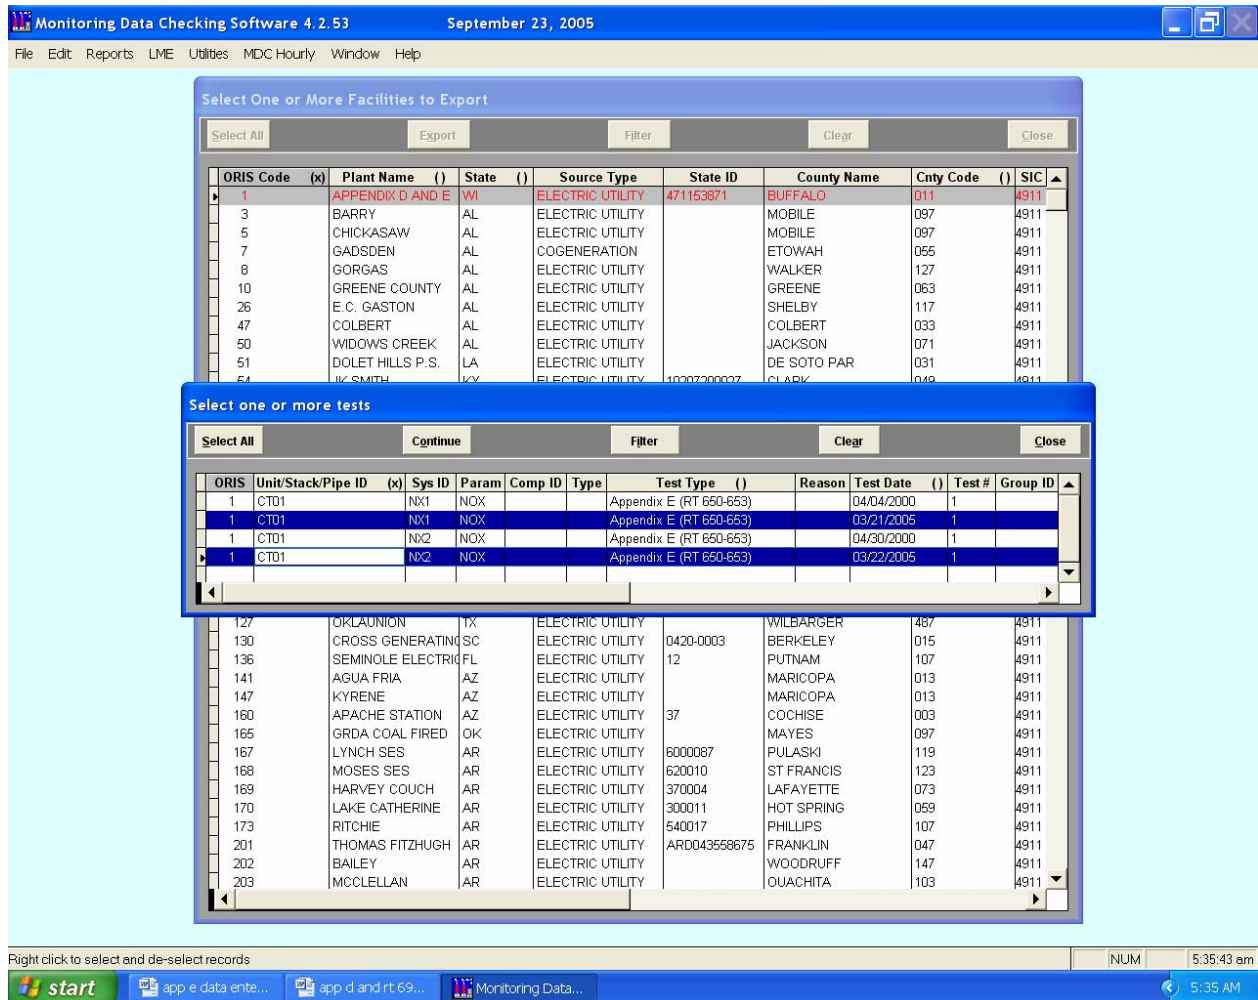 Monitoring Data Checking Software 4.2.53 September 23, 2005
File Edit Reports LME Utilities MDC Hourly Window Help
Select One or More Facilities to Export
Select All Export Filter Clear Close
ORIS Code (x) Plant Name () State () Source Type State ID County Name Cnty Code () SIC
1 APPENDIX D AND E WI ELECTRIC UTILITY 471153871 BUFFALO 011 4911
3 BARRY AL ELECTRIC UTILITY MOBILE 097 4911
5 CHICKASAW AL ELECTRIC UTILITY MOBILE 097 4911
7 GADSDEN AL COGENERATION ETOWAH 055 4911
8 GORGAS AL ELECTRIC UTILITY WALKER 127 4911
10 GREENE COUNTY AL ELECTRIC UTILITY GREENE 063 4911
26 E.C. GASTON AL ELECTRIC UTILITY SHELBY 117 4911
47 COLBERT AL ELECTRIC UTILITY COLBERT 033 4911
50 WIDOWS CREEK AL ELECTRIC UTILITY JACKSON 071 4911
51 DOLET HILLS P.S. LA ELECTRIC UTILITY DE SOTO PAR 031 4911
54 JK SMITH KY ELECTRIC UTILITY 10207200027 CLARK 049 4911
Select one or more tests
Select All Continue Filter Clear Close
ORIS Unit/Stack/Pipe ID (x) Sys ID Param Comp ID Type Test Type () Reason Test Date () Test # Group ID
1 CT01 NX1 NOX Appendix E (RT 650-653) 04/04/2000 1
1 CT01 NX1 NOX Appendix E (RT 650-653) 03/21/2005 1
1 CT01 NX2 NOX Appendix E (RT 650-653) 04/30/2000 1
1 CT01 NX2 NOX Appendix E (RT 650-653) 03/22/2005 1
127 OKLAUNION TX ELECTRIC UTILITY WILBARGER 487 4911
130 CROSS GENERATING SC ELECTRIC UTILITY 0420-0003 BERKELEY 015 4911
136 SEMINOLE ELECTRIC FL ELECTRIC UTILITY 12 PUTNAM 107 4911
141 AGUA FRIA AZ ELECTRIC UTILITY MARICOPA 013 4911
147 KYRENE AZ ELECTRIC UTILITY MARICOPA 013 4911
160 APACHE STATION AZ ELECTRIC UTILITY 37 COCHISE 003 4911
165 GRDA COAL FIRED OK ELECTRIC UTILITY MAYES 097 4911
167 LYNCH SES AR ELECTRIC UTILITY 6000087 PULASKI 119 4911
168 MOSES SES AR ELECTRIC UTILITY 620010 ST FRANCIS 123 4911
169 HARVEY COUCH AR ELECTRIC UTILITY 370004 LAFAYETTE 073 4911
170 LAKE CATHERINE AR ELECTRIC UTILITY 300011 HOT SPRING 059 4911
173 RITCHIE AR ELECTRIC UTILITY 540017 PHILLIPS 107 4911
201 THOMAS FITZHUGH AR ELECTRIC UTILITY ARD043558675 FRANKLIN 047 4911
202 BAILEY AR ELECTRIC UTILITY WOODRUFF 147 4911
203 MCCLELLAN AR ELECTRIC UTILITY OUACHITA 103 4911
Right click to select and de-select records NUM 5:35:43 am
start app e data ente... app d and rt 69... Monitoring Data... 5:35 AM